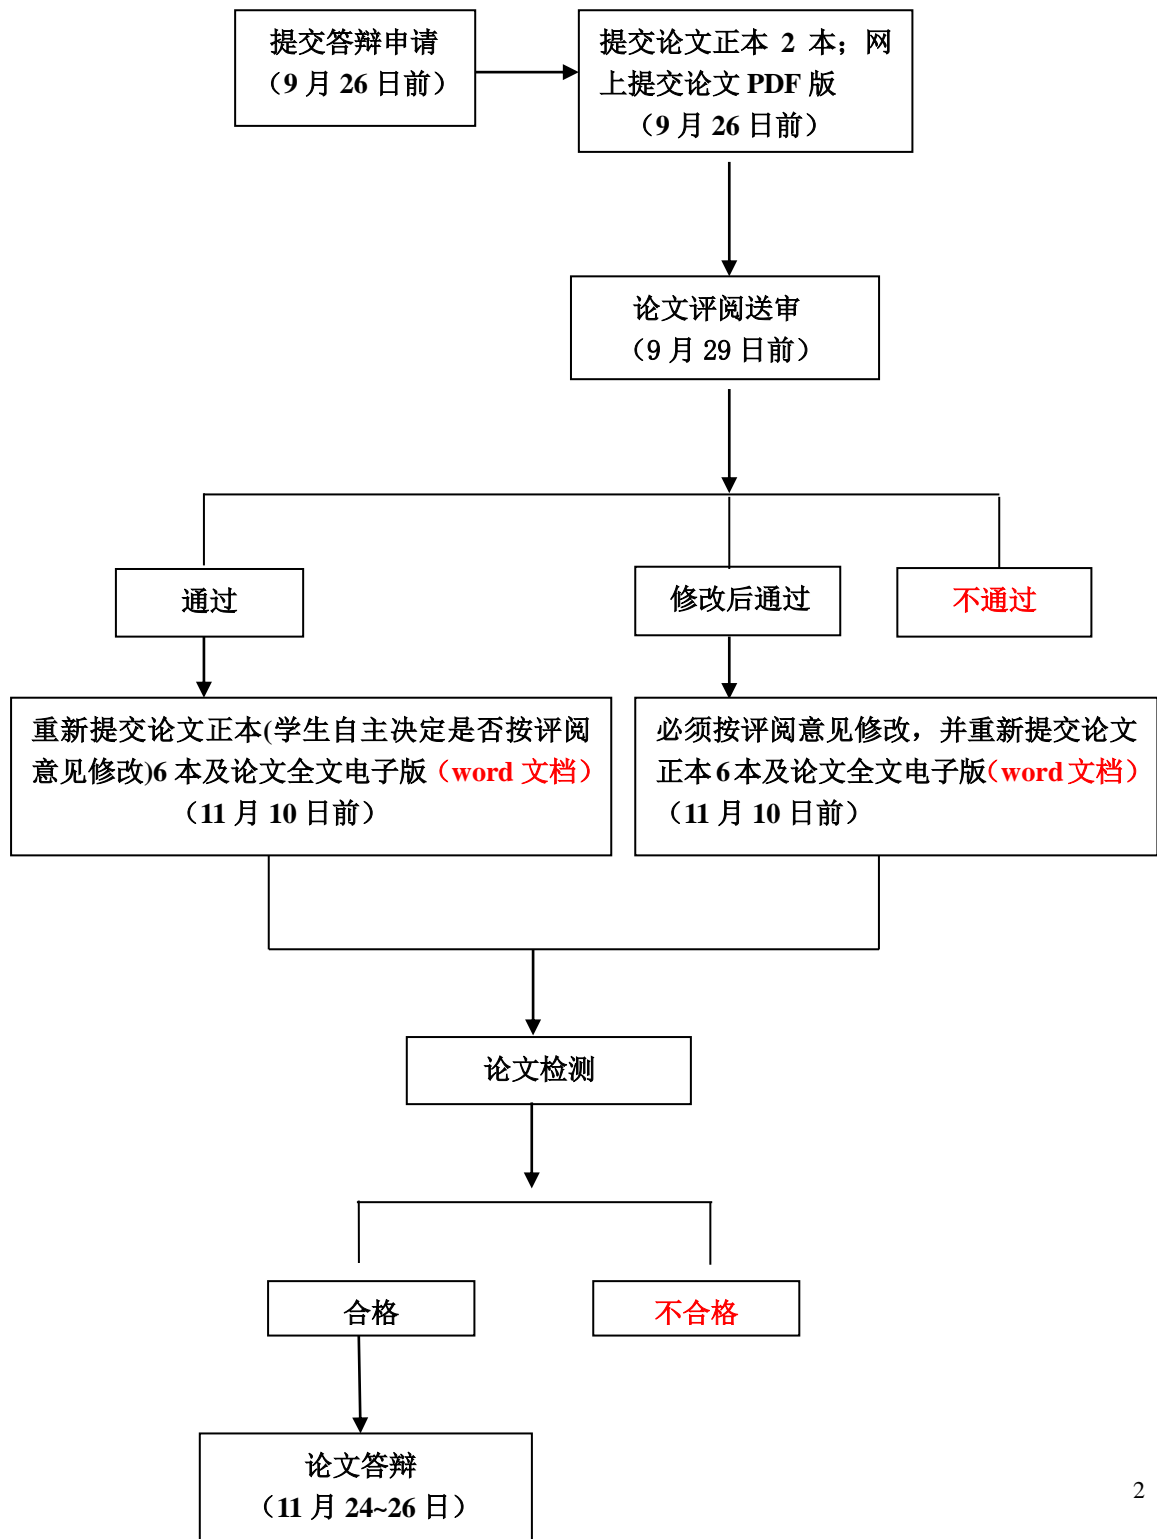 提交答辩申请
（9 月 26 日前）
提交论文正本 2 本；网
上提交论文 PDF 版
（9 月 26 日前）
论文评阅送审
（9 月 29 日前）
通过
修改后通过
不通过
重新提交论文正本(学生自主决定是否按评阅
意见修改)6 本及论文全文电子版（word 文档）
（11 月 10 日前）
必须按评阅意见修改，并重新提交论文
正本 6 本及论文全文电子版（word 文档）
（11 月 10 日前）
论文检测
合格
不合格
论文答辩
（11 月 24~26 日）
2